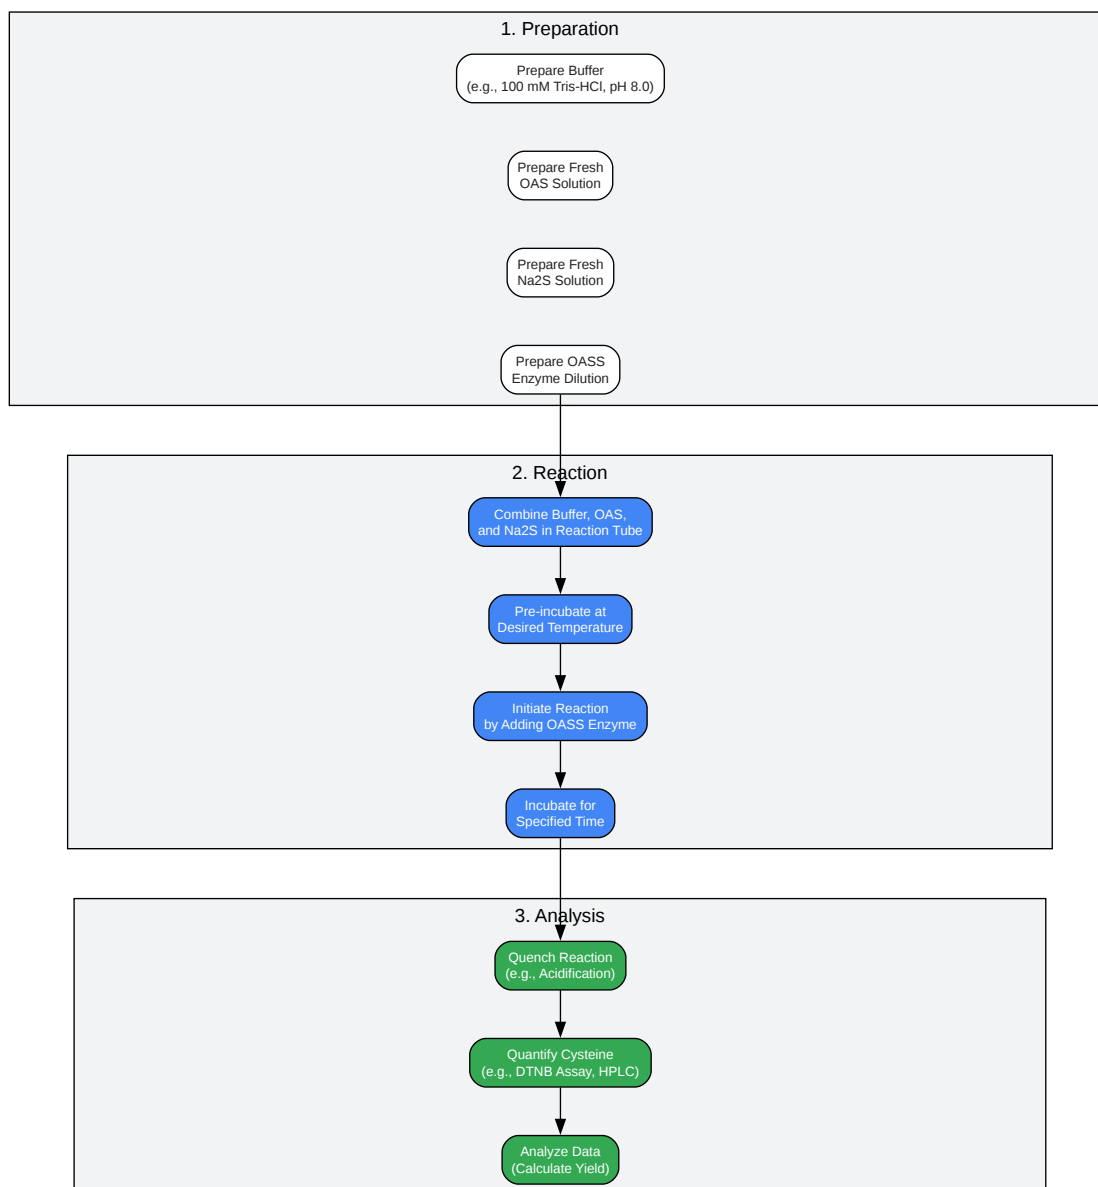 1. Preparation
Prepare Buffer
(e.g., 100 mM Tris-HCl, pH 8.0)
Prepare Fresh
OAS Solution
Prepare Fresh
Na2S Solution
Prepare OASS
Enzyme Dilution
2. Reaction
Combine Buffer, OAS,
and Na2S in Reaction Tube
Pre-incubate at
Desired Temperature
Initiate Reaction
by Adding OASS Enzyme
Incubate for
Specified Time
3. Analysis
Quench Reaction
(e.g., Acidification)
Quantify Cysteine
(e.g., DTNB Assay, HPLC)
Analyze Data
(Calculate Yield)